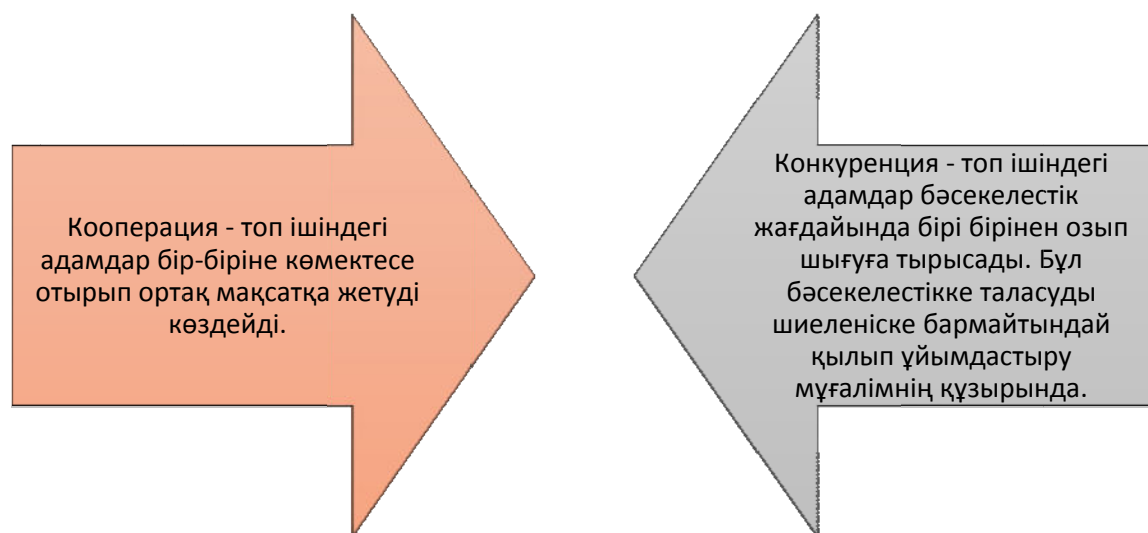 Кооперация - топ ішіндегі
адамдар бір-біріне көмектесе
отырып ортақ мақсатқа жетуді
көздейді.
Конкуренция - топ ішіндегі
адамдар бәсекелестік
жағдайында бірі бірінен озып
шығуға тырысады. Бұл
бәсекелестікке таласуды
шиеленіске бармайтындай
қылып ұйымдастыру
мұғалімнің құзырында.